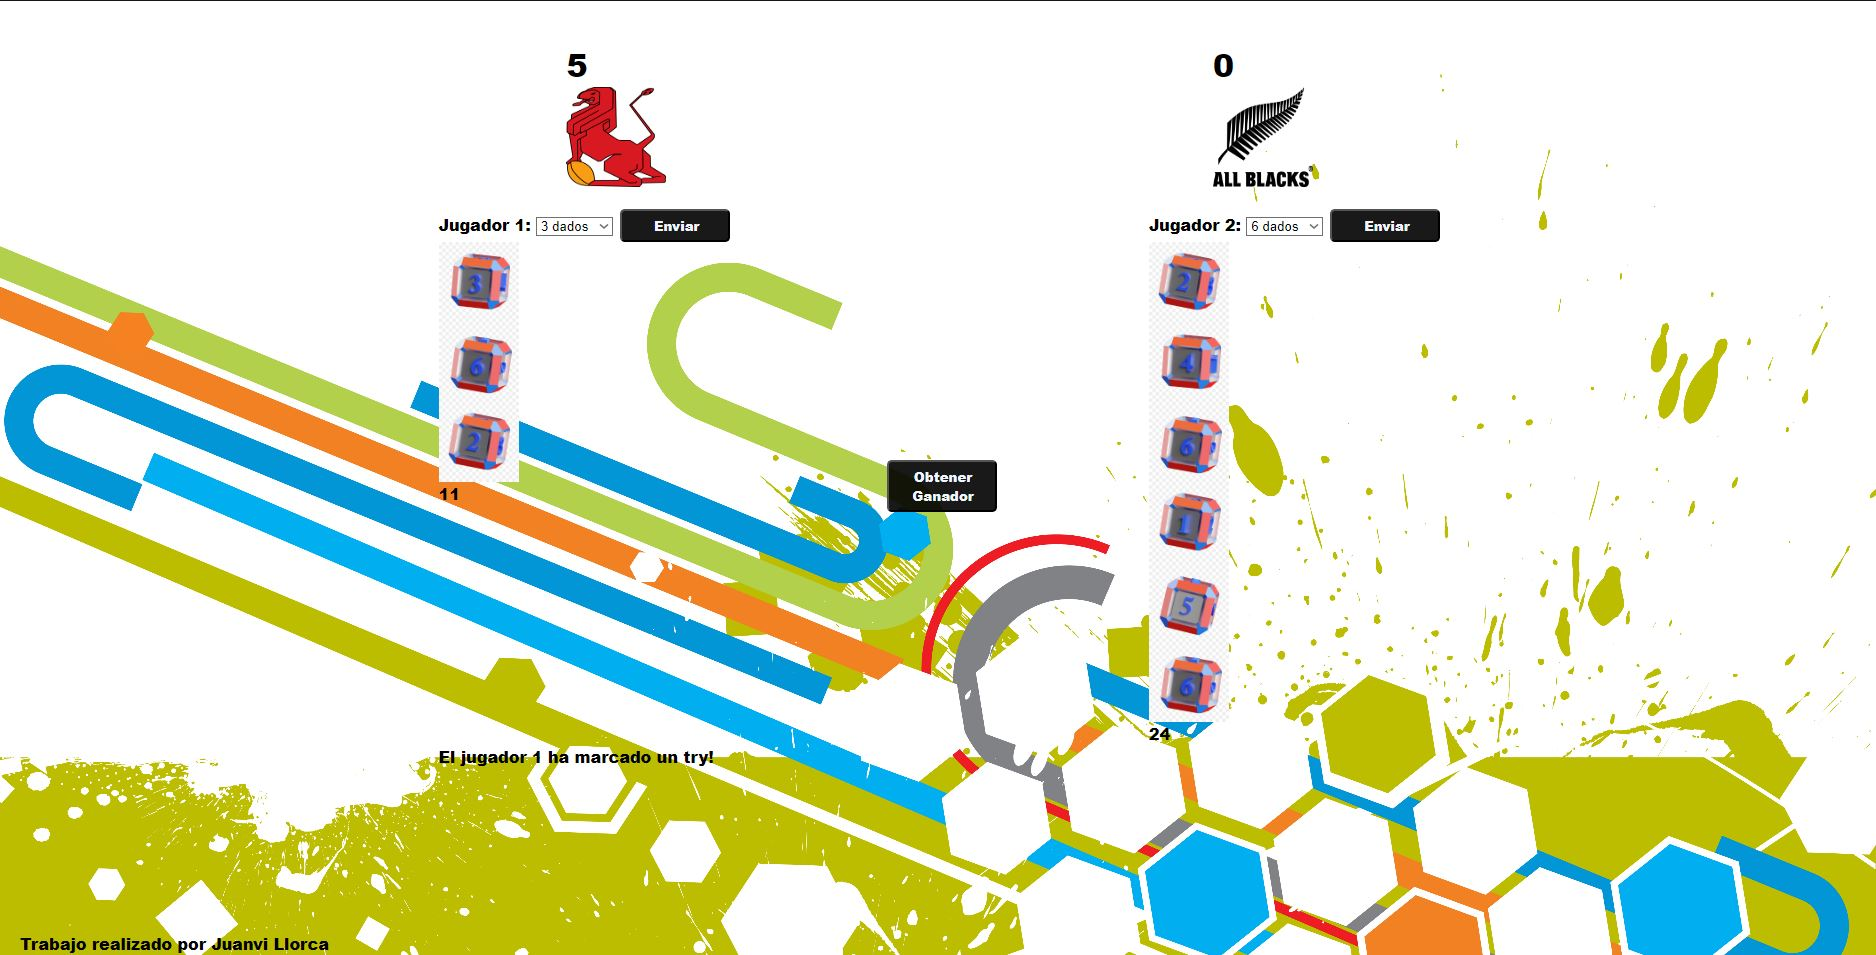 5
0
ALL BLACKS®
Jugador 1: 3 dados Enviar
Jugador 2: 6 dados Enviar
3
6
2
11
2
4
6
1
5
6
24
Obtener
Ganador
El jugador 1 ha marcado un try!
Trabajo realizado por Juanvi Llorca